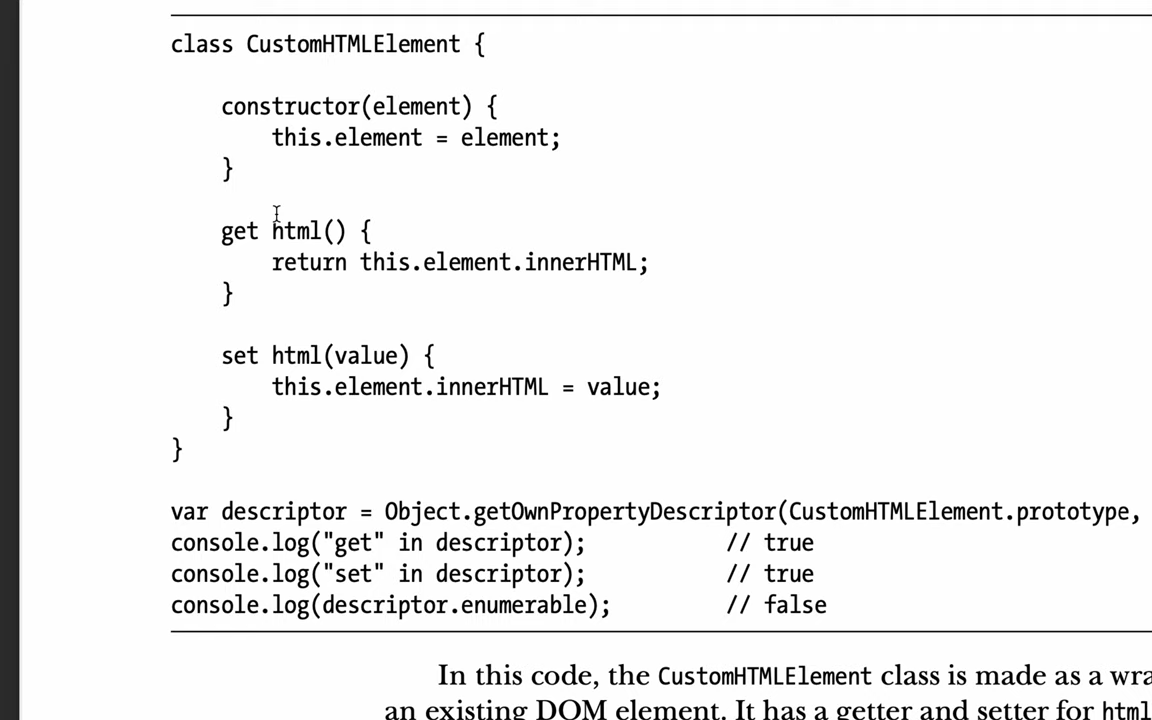 class CustomHTMLElement {
constructor(element) {
this.element = element;
}
get html() {
return this.element.innerHTML;
}
set html(value) {
this.element.innerHTML = value;
}
}
var descriptor = Object.getOwnPropertyDescriptor(CustomHTMLElement.prototype,
console.log("get" in descriptor); // true
console.log("set" in descriptor); // true
console.log(descriptor.enumerable); // false
In this code, the CustomHTMLElement class is made as a wra
an existing DOM element. It has a getter and setter for html